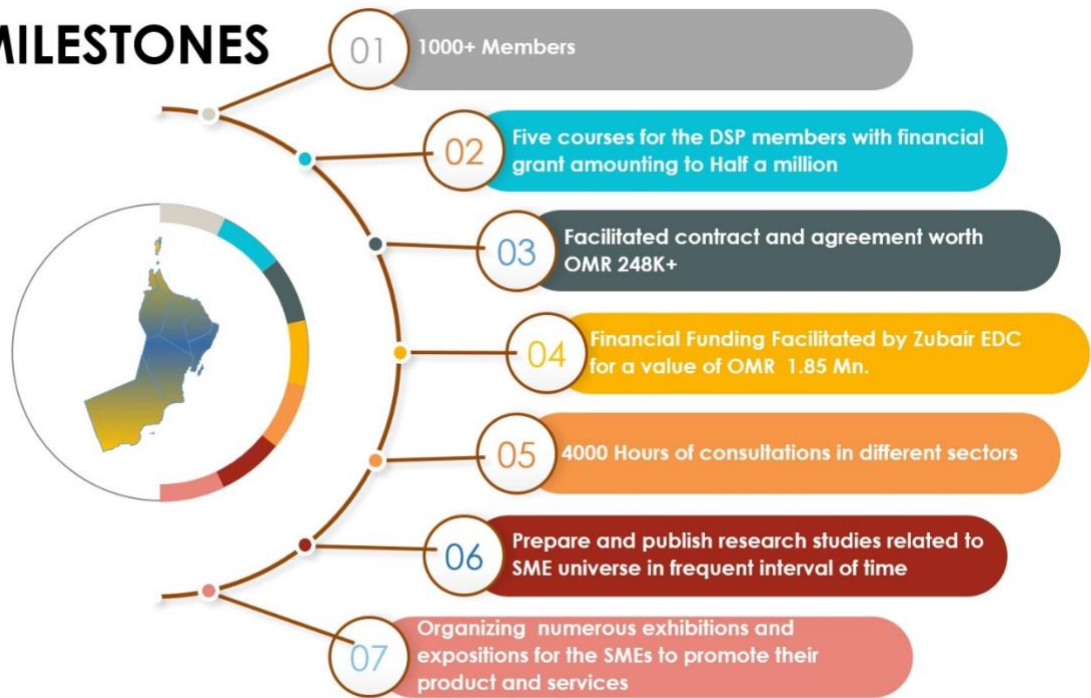 MILESTONES
01
1000+ Members
02
Five courses for the DSP members with financial
grant amounting to Half a million
03
Facilitated contract and agreement worth
OMR 248K+
04
Financial Funding Facilitated by Zubair EDC
for a value of OMR 1.85 Mn.
05
4000 Hours of consultations in different sectors
06
Prepare and publish research studies related to
SME universe in frequent interval of time
07
Organizing numerous exhibitions and
expositions for the SMEs to promote their
product and services